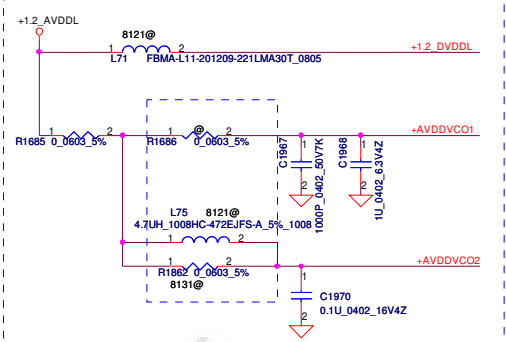 +1.2_AVDDL
8121@
1 2 +1.2_DVDDL
L71 FBMA-L11-201209-221LMA30T_0805
1 2 1 @ 2 +AVDDVCO1
R1685 0_0603_5% R1686 0_0603_5%
C1967 1 2 1000P_0402_50V7K
C1968 1 2 1U_0402_6.3V4Z
L75 8121@
4.7UH_1008HC-472EJFS-A_5%_1008
1 2
1 2 +AVDDVCO2
R1862 0_0603_5%
8131@
1
C1970
0.1U_0402_16V4Z
2